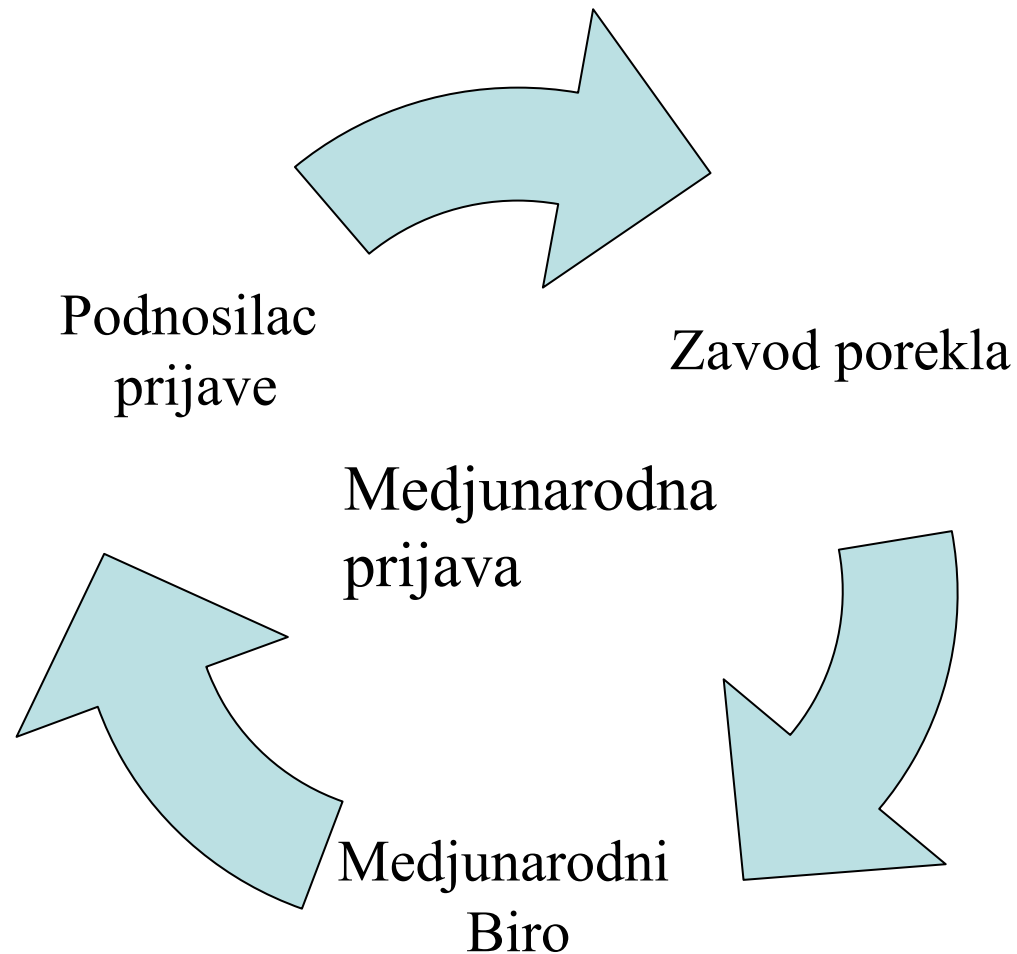 Podnosilac
prijave
Zavod porekla
Medjunarodna
prijava
Medjunarodni
Biro